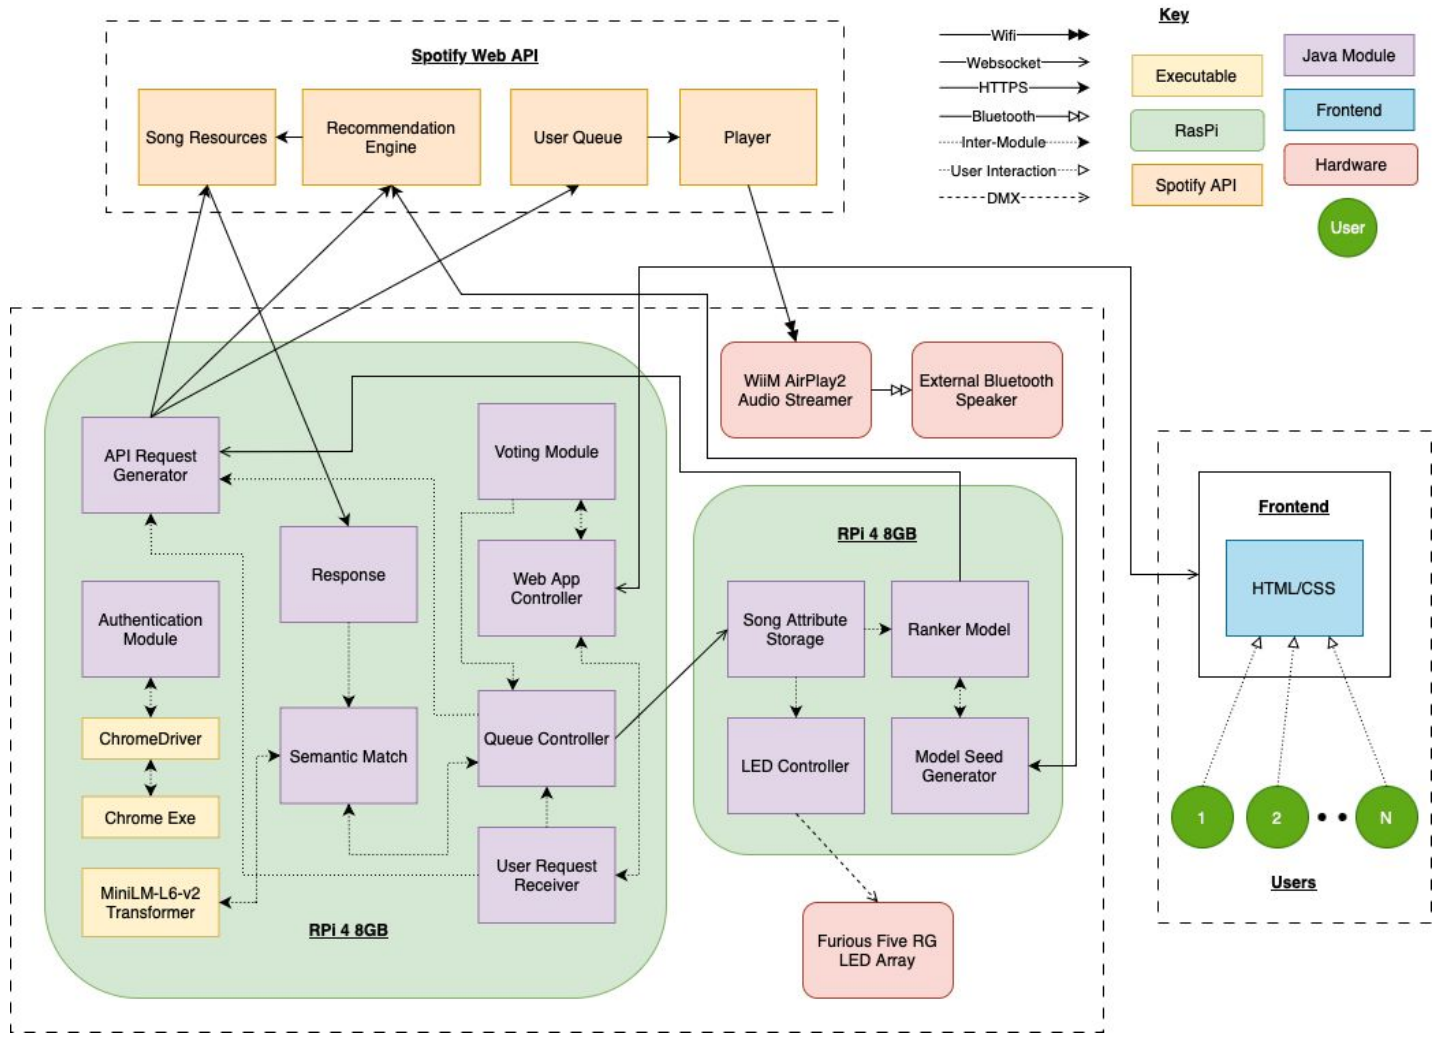 Key
Wifi
Websocket
HTTPS
Bluetooth
Inter-Module
User Interaction
DMX
Executable
RasPi
Spotify API
Java Module
Frontend
Hardware
User
Spotify Web API
Song Resources
Recommendation
Engine
User Queue
Player
WiiM AirPlay2
Audio Streamer
External Bluetooth
Speaker
API Request
Generator
Voting Module
Response
Web App
Controller
Authentication
Module
ChromeDriver
Chrome Exe
Semantic Match
Queue Controller
MiniLM-L6-v2
Transformer
User Request
Receiver
RPi 4 8GB
RPi 4 8GB
Song Attribute
Storage
Ranker Model
LED Controller
Model Seed
Generator
Furious Five RG
LED Array
Frontend
HTML/CSS
1
2
N
Users